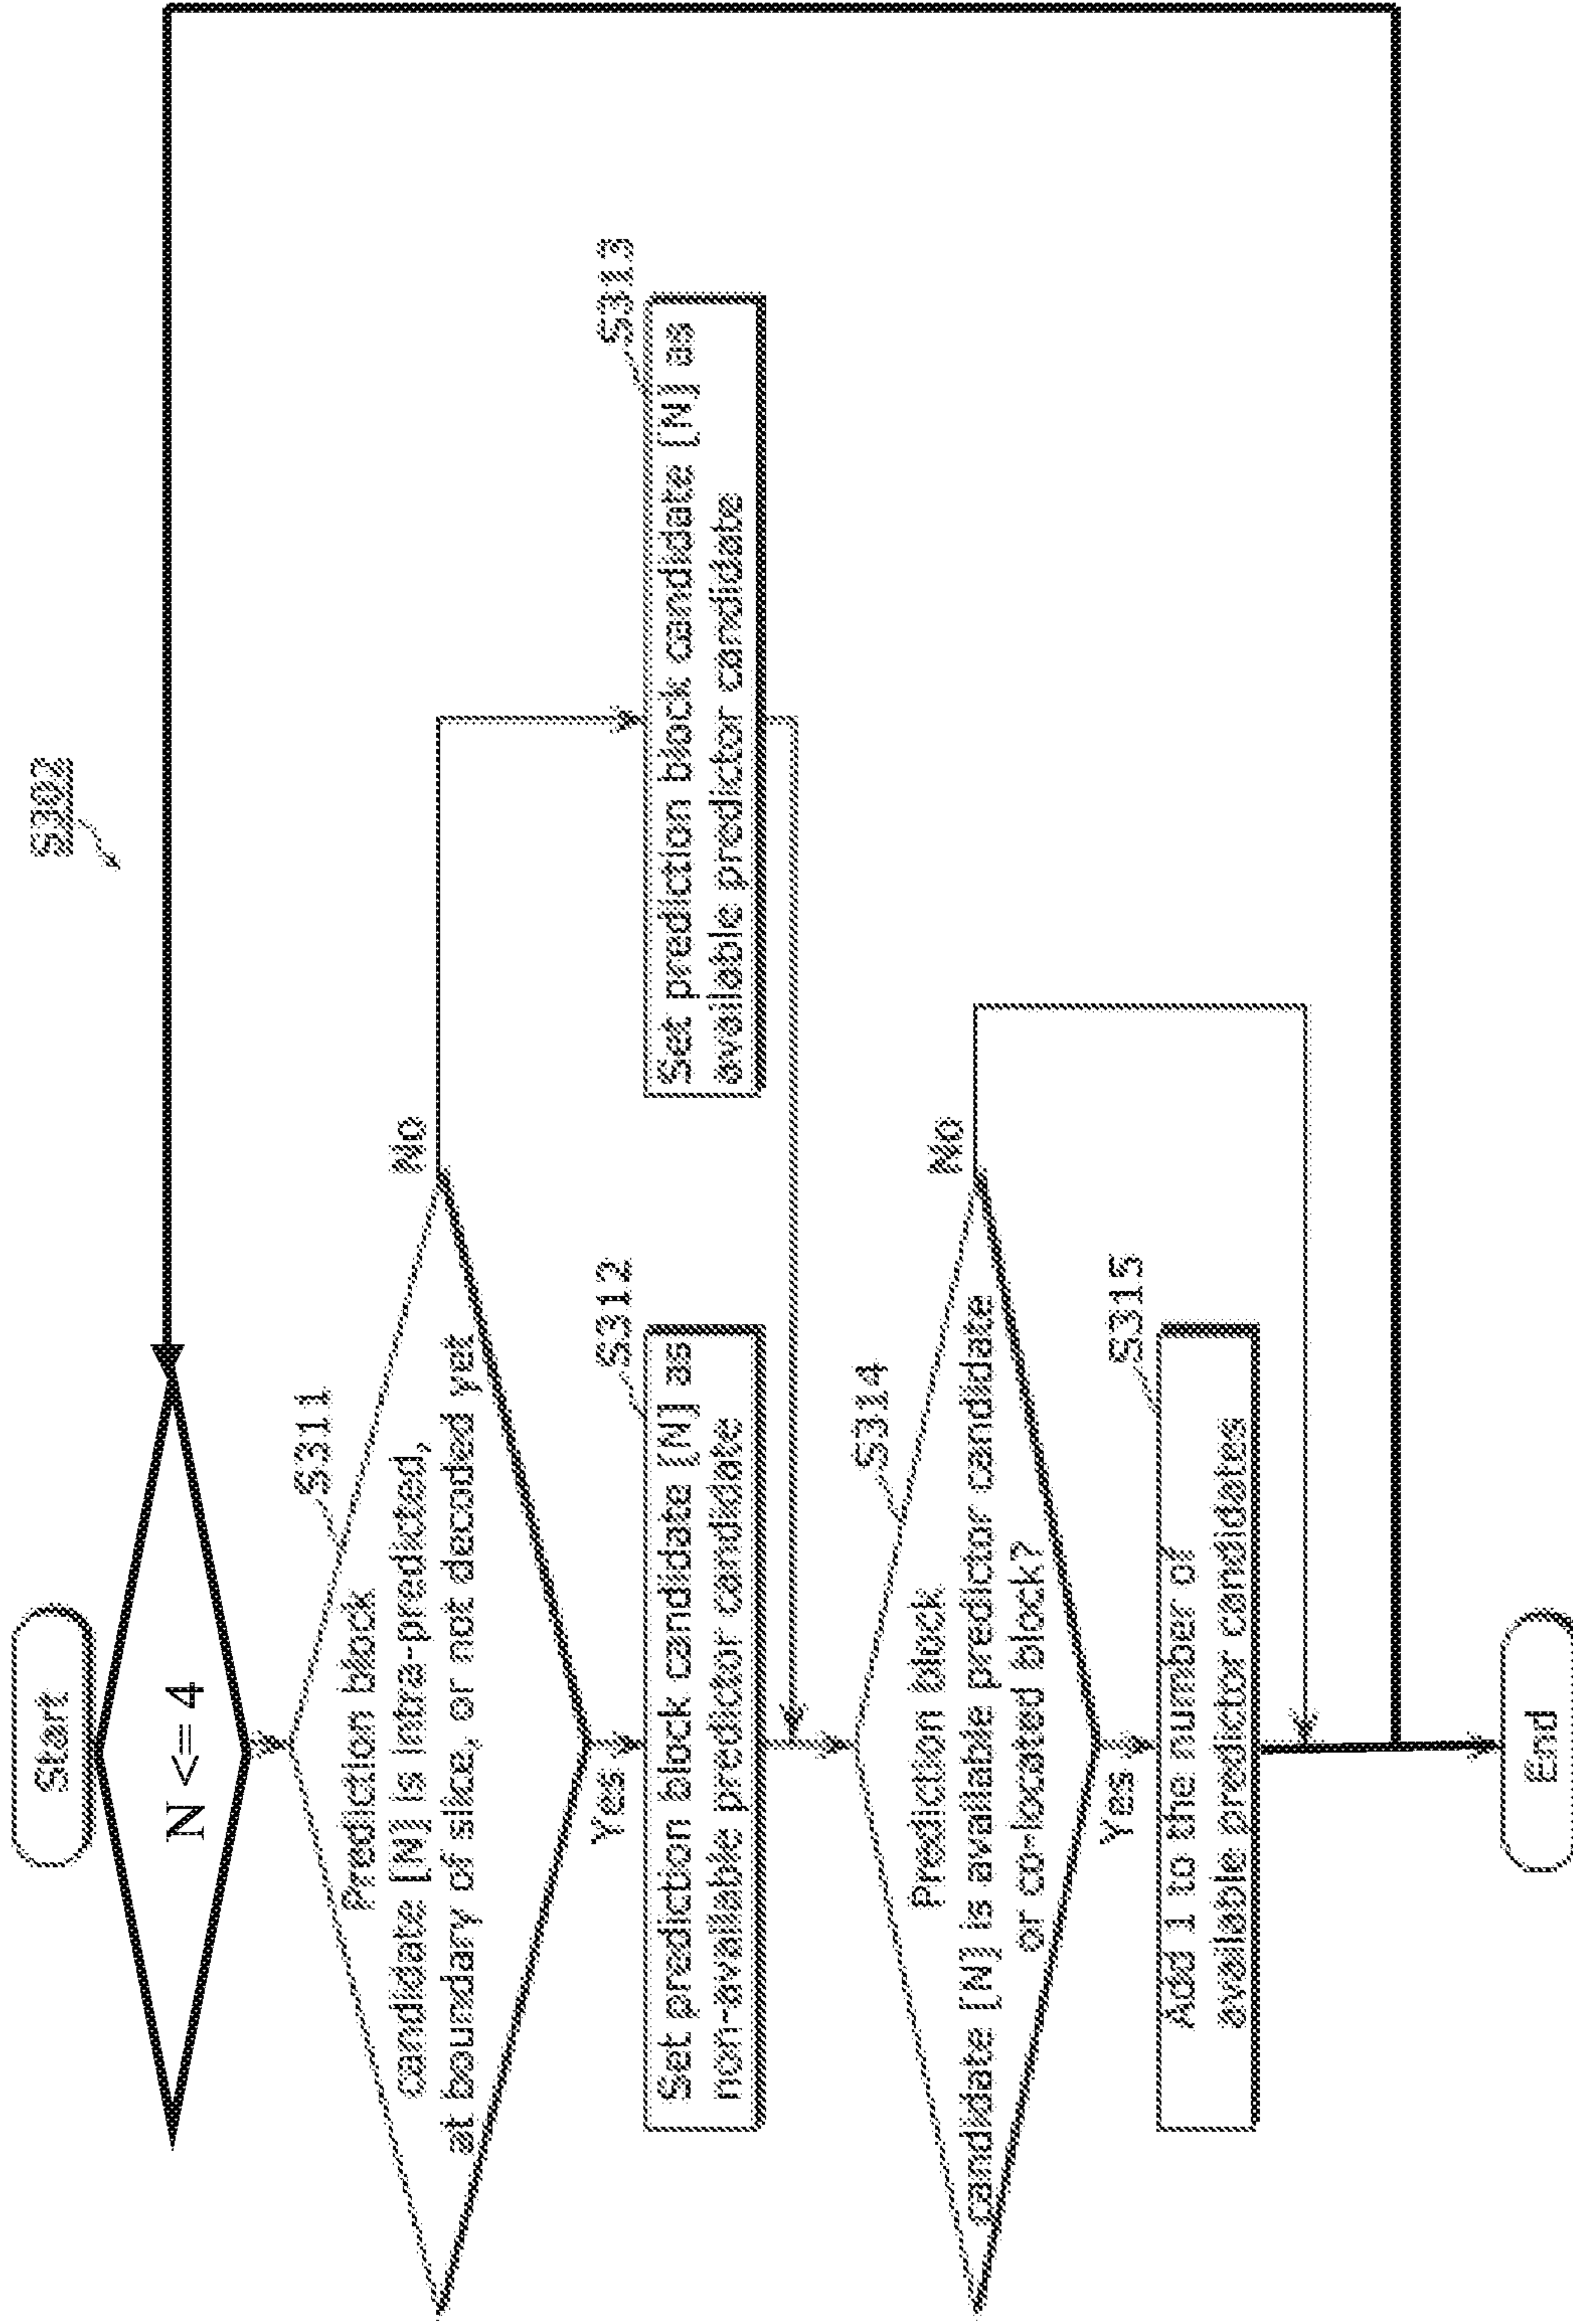 S302
Start
N <= 4
S311
Prediction block
candidate [N] is intra-predicted,
at boundary of slice, or not decoded yet
No
Yes
S312
Set prediction block candidate [N] as
non-available predictor candidate
S313
Set prediction block candidate [N] as
available predictor candidate
S314
Prediction block
candidate [N] is available predictor candidate
or co-located block?
No
Yes
S315
Add 1 to the number of
available predictor candidates
End